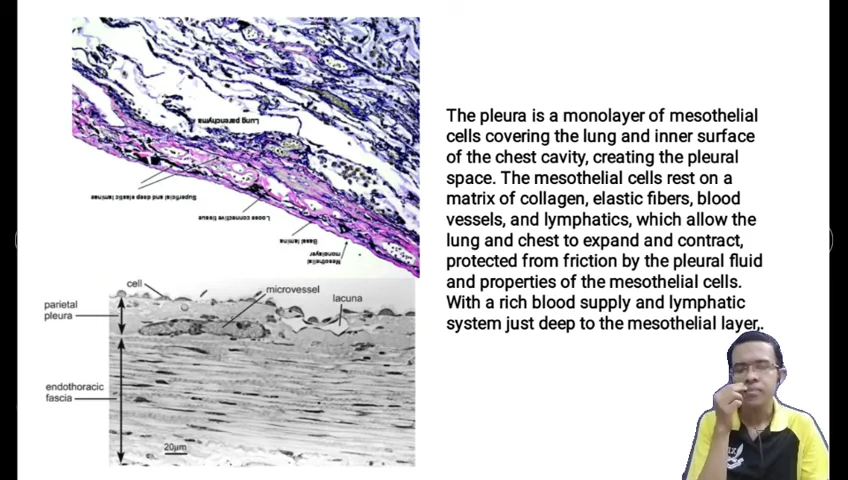 Lung parenchyma
Superficial and deep elastic laminas
Loose connective tissue
Basal lamina
Mesothelial
monolayer
cell
microvessel
lacuna
parietal
pleura
endothoracic
fascia
20μm
The pleura is a monolayer of mesothelial
cells covering the lung and inner surface
of the chest cavity, creating the pleural
space. The mesothelial cells rest on a
matrix of collagen, elastic fibers, blood
vessels, and lymphatics, which allow the
lung and chest to expand and contract,
protected from friction by the pleural fluid
and properties of the mesothelial cells.
With a rich blood supply and lymphatic
system just deep to the mesothelial layer,.